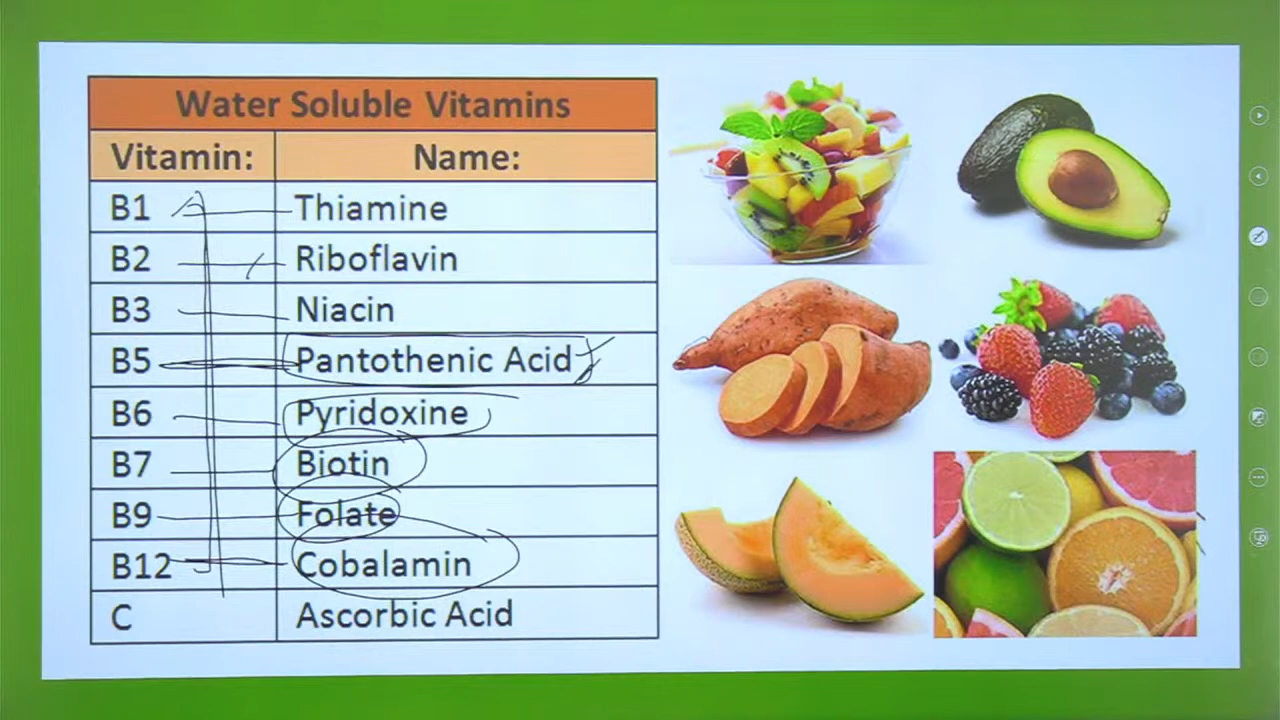 Water Soluble Vitamins
Vitamin: Name:
B1 Thiamine
B2 Riboflavin
B3 Niacin
B5 Pantothenic Acid
B6 Pyridoxine
B7 Biotin
B9 Folate
B12 Cobalamin
C Ascorbic Acid